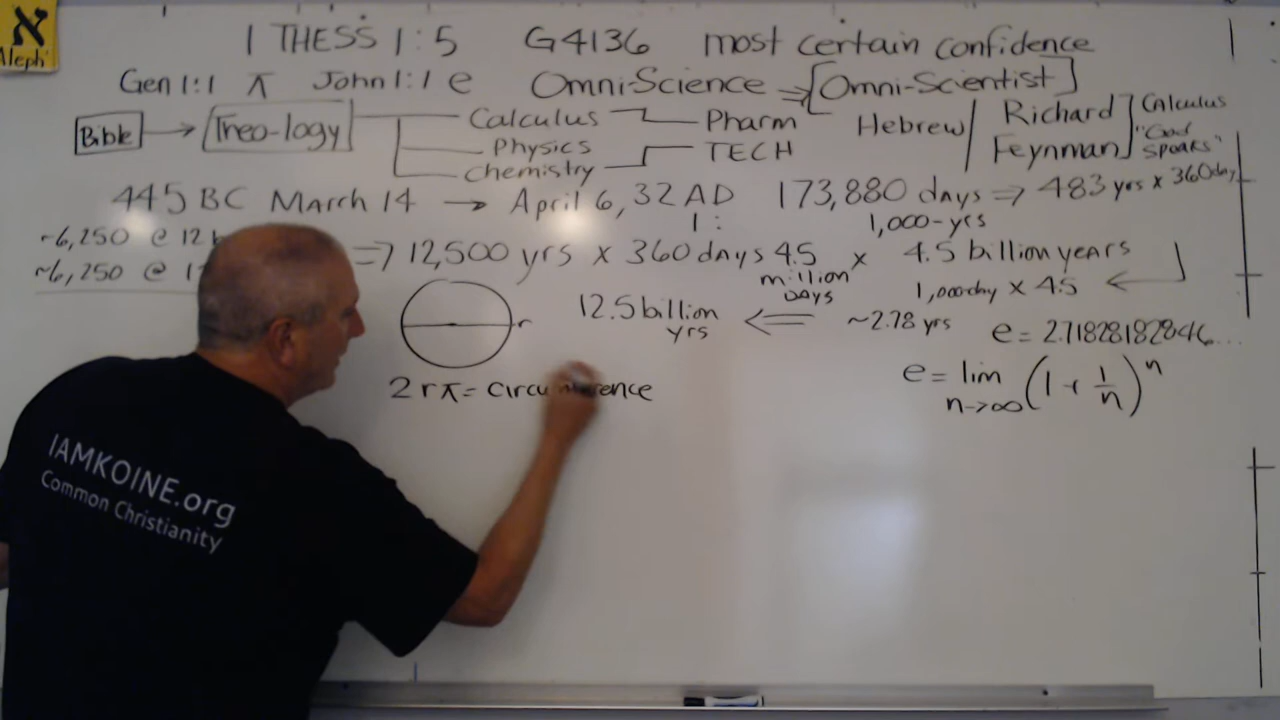 א
Aleph
1 THESS 1:5 G4136 most certain confidence
Gen 1:1 π John 1:1 e Omni-Science ⇒ [Omni-Scientist]
Bible → Theo-logy Calculus Pharm Hebrew / Richard Feynman ] Calculus "God Speaks"
Physics TECH
Chemistry
445 BC March 14 → April 6, 32 AD 173,880 days ⇒ 483 yrs x 360 day
1: 1,000-yrs
~6,250 @ 12
~6,250 @ 1
⇒ 12,500 yrs x 360 days 4.5 million Days x 4.5 billion years
1,000 day x 4.5 ←
12.5 billion yrs ⇐ ~2.78 yrs
r
e = 2.71828182846...
2 r π = circumference
e = lim n→∞ (1 + 1/n)^n
IAMKOINE.org
Common Christianity